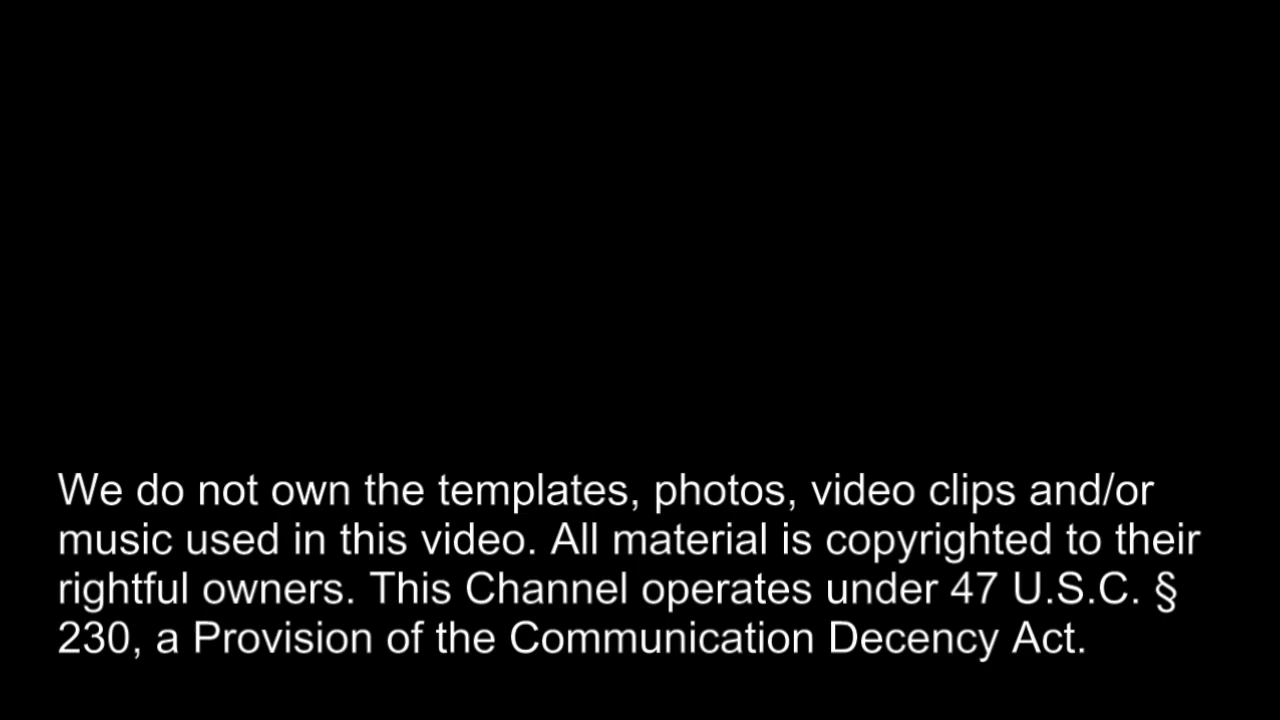 We do not own the templates, photos, video clips and/or
music used in this video. All material is copyrighted to their
rightful owners. This Channel operates under 47 U.S.C. §
230, a Provision of the Communication Decency Act.